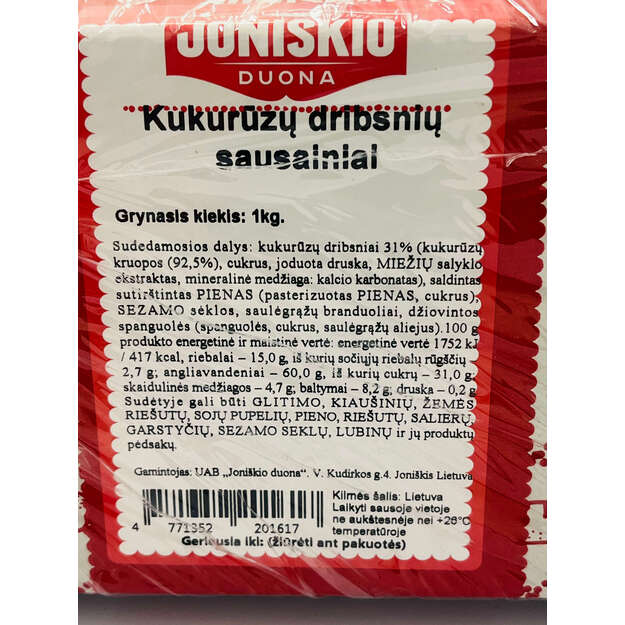 JONIŠKIO
DUONA
Kukurūzų dribsnių
sausainiai
Grynasis kiekis: 1kg.
Sudedamosios dalys: kukurūzų dribsniai 31% (kukurūzų
kruopos (92,5%), cukrus, joduota druska, MIEŽIŲ salyklo
ekstraktas, mineralinė medžiaga: kalcio karbonatas), saldintas
sutirštintas PIENAS (pasterizuotas PIENAS, cukrus),
SEZAMO sėklos, saulėgrąžų branduoliai, džiovintos
spanguolės (spanguolės, cukrus, saulėgrąžų aliejus).100 g
produkto energetinė ir maistinė vertė: energetinė vertė 1752 kJ
/ 417 kcal, riebalai – 15,0 g, iš kurių sočiųjų riebalų rūgščių –
2,7 g; angliavandeniai – 60,0 g, iš kurių cukrų – 31,0 g;
skaidulinės medžiagos – 4,7 g; baltymai – 8,2 g; druska – 0,2 g
Sudėtyje gali būti GLITIMO, KIAUŠINIŲ, ŽEMĖS
RIEŠUTŲ, SOJŲ PUPELIŲ, PIENO, RIEŠUTŲ, SALIERŲ,
GARSTYČIŲ, SEZAMO SĖKLŲ, LUBINŲ ir jų produktų
pėdsakų.
Gamintojas: UAB „Joniškio duona“. V. Kudirkos g.4. Joniškis Lietuva
Kilmės šalis: Lietuva
Laikyti sausoje vietoje
ne aukštesnėje nei +26°C
temperatūroje
4 771352 201617
Geriausia iki: (žiūrėti ant pakuotės)